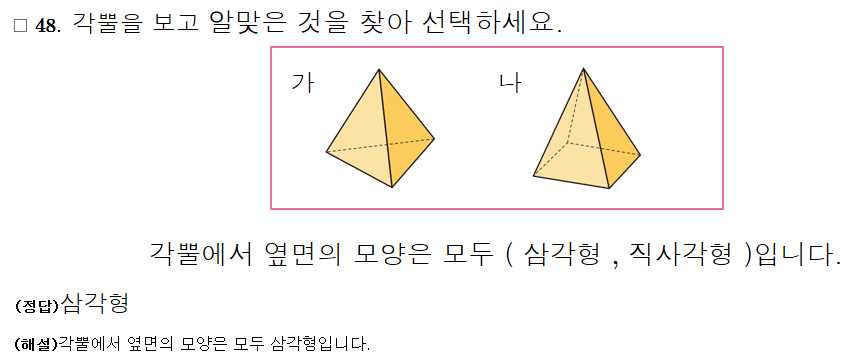 □ 48. 각뿔을 보고 알맞은 것을 찾아 선택하세요.
가 나
각뿔에서 옆면의 모양은 모두 ( 삼각형 , 직사각형 )입니다.
(정답)삼각형
(해설)각뿔에서 옆면의 모양은 모두 삼각형입니다.